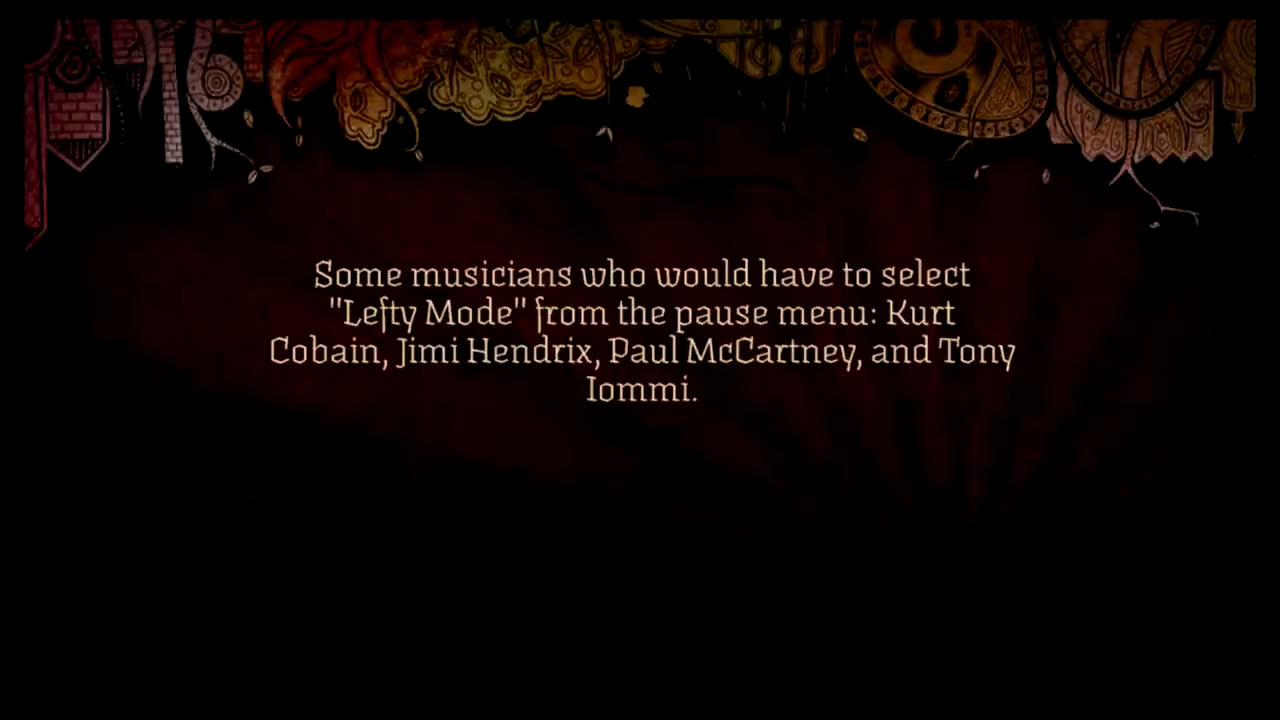 Some musicians who would have to select
"Lefty Mode" from the pause menu: Kurt
Cobain, Jimi Hendrix, Paul McCartney, and Tony
Iommi.